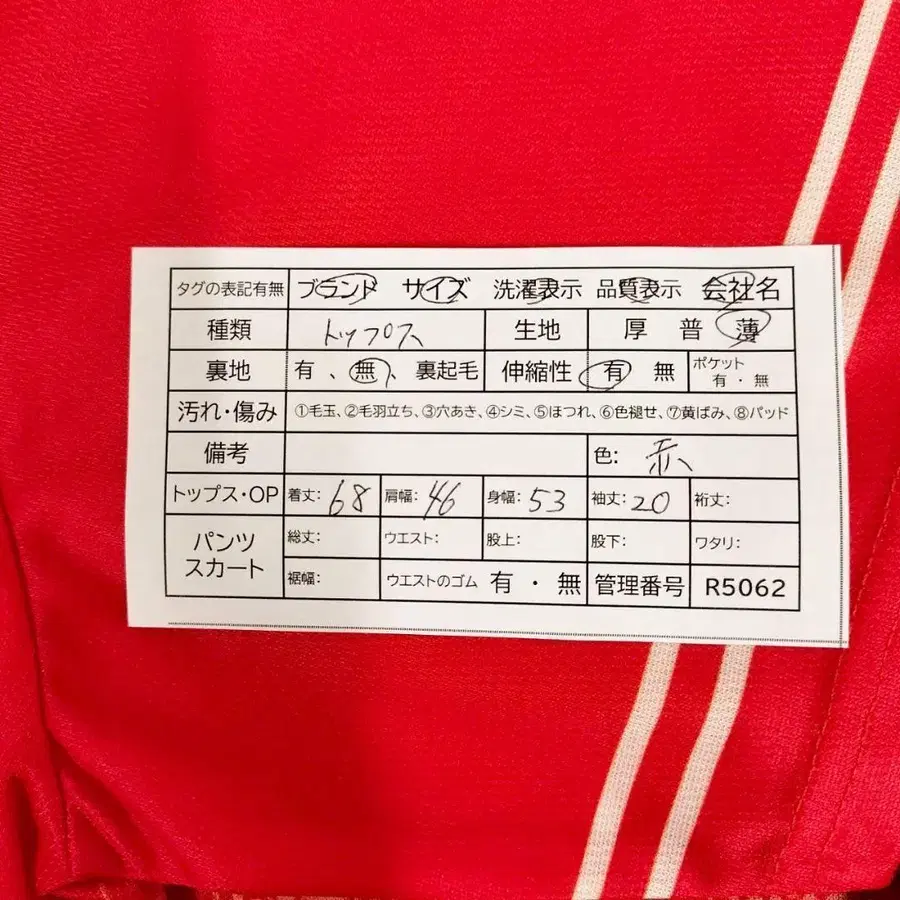 タグの表記有無 ブランド サイズ 洗濯表示 品質表示 会社名
種類 トップス 生地 厚 普 薄
裏地 有、無、裏起毛 伸縮性 有 無 ポケット 有・無
汚れ・傷み ①毛玉、②毛羽立ち、③穴あき、④シミ、⑤ほつれ、⑥色褪せ、⑦黄ばみ、⑧パッド
備考 色: 赤
トップス・OP 着丈: 68 肩幅: 46 身幅: 53 袖丈: 20 裄丈:
パンツ スカート 総丈: ウエスト: 股上: 股下: ワタリ:
裾幅: ウエストのゴム 有・無 管理番号 R5062